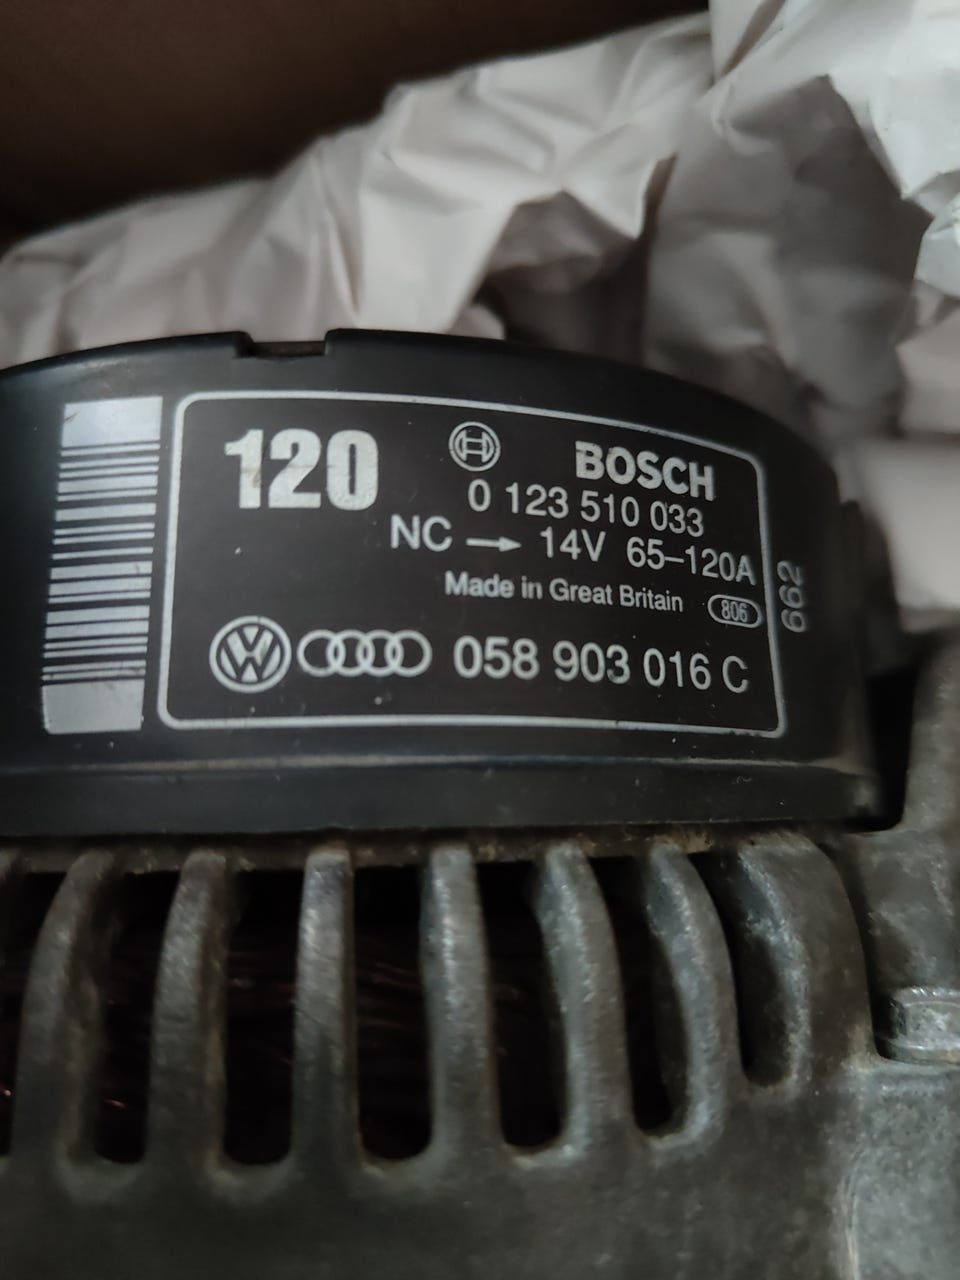 120
BOSCH
0 123 510 033
NC → 14V 65–120A
Made in Great Britain 806
058 903 016 C
662